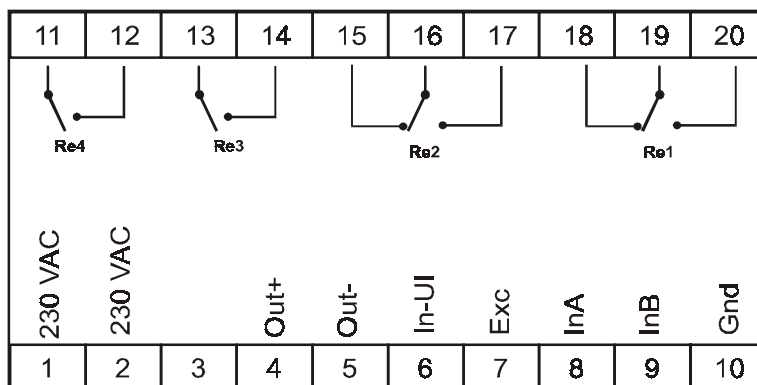 11 12 13 14 15 16 17 18 19 20
Re4 Re3 Re2 Re1
230 VAC
230 VAC
Out+
Out-
In-UI
Exc
InA
InB
Gnd
1 2 3 4 5 6 7 8 9 10